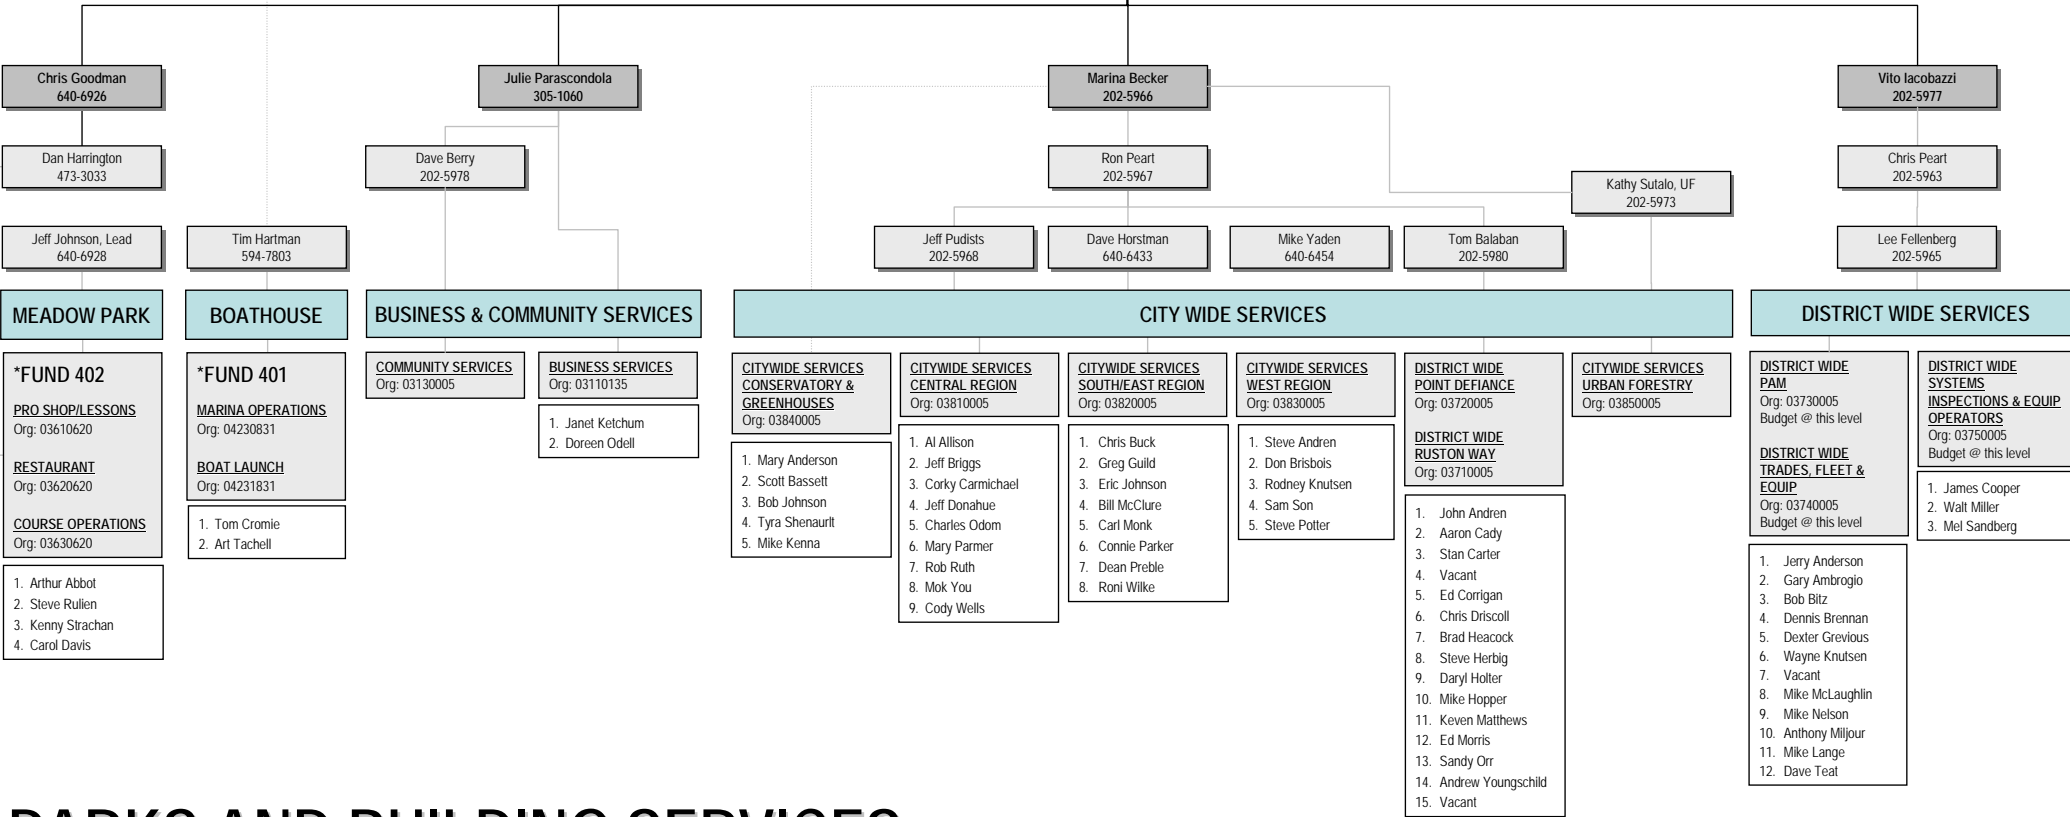 Chris Goodman
640-6926
Julie Parascondola
305-1060
Marina Becker
202-5966
Vito Iacobazzi
202-5977
Dan Harrington
473-3033
Dave Berry
202-5978
Ron Peart
202-5967
Kathy Sutalo, UF
202-5973
Chris Peart
202-5963
Jeff Johnson, Lead
640-6928
Tim Hartman
594-7803
Jeff Pudists
202-5968
Dave Horstman
640-6433
Mike Yaden
640-6454
Tom Balaban
202-5980
Lee Fellenberg
202-5965
MEADOW PARK
BOATHOUSE
BUSINESS & COMMUNITY SERVICES
CITY WIDE SERVICES
DISTRICT WIDE SERVICES
*FUND 402
PRO SHOP/LESSONS
Org: 03610620
RESTAURANT
Org: 03620620
COURSE OPERATIONS
Org: 03630620
1. Arthur Abbot
2. Steve Rulien
3. Kenny Strachan
4. Carol Davis
*FUND 401
MARINA OPERATIONS
Org: 04230831
BOAT LAUNCH
Org: 04231831
1. Tom Cromie
2. Art Tachell
COMMUNITY SERVICES
Org: 03130005
BUSINESS SERVICES
Org: 03110135
1. Janet Ketchum
2. Doreen Odell
CITYWIDE SERVICES
CONSERVATORY &
GREENHOUSES
Org: 03840005
1. Mary Anderson
2. Scott Bassett
3. Bob Johnson
4. Tyra Shenaurlt
5. Mike Kenna
CITYWIDE SERVICES
CENTRAL REGION
Org: 03810005
1. Al Allison
2. Jeff Briggs
3. Corky Carmichael
4. Jeff Donahue
5. Charles Odom
6. Mary Parmer
7. Rob Ruth
8. Mok You
9. Cody Wells
CITYWIDE SERVICES
SOUTH/EAST REGION
Org: 03820005
1. Chris Buck
2. Greg Guild
3. Eric Johnson
4. Bill McClure
5. Carl Monk
6. Connie Parker
7. Dean Preble
8. Roni Wilke
CITYWIDE SERVICES
WEST REGION
Org: 03830005
1. Steve Andren
2. Don Brisbois
3. Rodney Knutsen
4. Sam Son
5. Steve Potter
DISTRICT WIDE
POINT DEFIANCE
Org: 03720005
DISTRICT WIDE
RUSTON WAY
Org: 03710005
1. John Andren
2. Aaron Cady
3. Stan Carter
4. Vacant
5. Ed Corrigan
6. Chris Driscoll
7. Brad Heacock
8. Steve Herbig
9. Daryl Holter
10. Mike Hopper
11. Keven Matthews
12. Ed Morris
13. Sandy Orr
14. Andrew Youngschild
15. Vacant
CITYWIDE SERVICES
URBAN FORESTRY
Org: 03850005
DISTRICT WIDE
PAM
Org: 03730005
Budget @ this level
DISTRICT WIDE
TRADES, FLEET &
EQUIP
Org: 03740005
Budget @ this level
1. Jerry Anderson
2. Gary Ambrogio
3. Bob Bitz
4. Dennis Brennan
5. Dexter Grevious
6. Wayne Knutsen
7. Vacant
8. Mike McLaughlin
9. Mike Nelson
10. Anthony Miljour
11. Mike Lange
12. Dave Teat
DISTRICT WIDE
SYSTEMS
INSPECTIONS & EQUIP
OPERATORS
Org: 03750005
Budget @ this level
1. James Cooper
2. Walt Miller
3. Mel Sandberg
PARKS AND BUILDING SERVICES